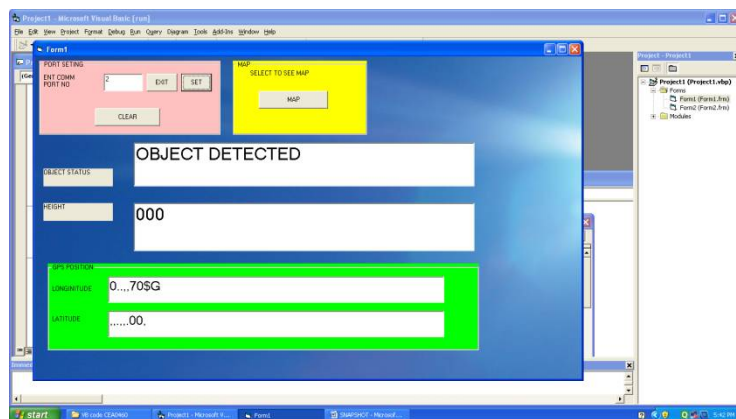 Project1 - Microsoft Visual Basic [run]
File Edit View Project Format Debug Run Query Diagram Tools Add-Ins Window Help
Form1
PORT SETING
ENT COMM
PORT NO
2
EXIT
SET
CLEAR
MAP
SELECT TO SEE MAP
MAP
OBJECT STATUS
OBJECT DETECTED
HEIGHT
000
GPS POSITION
LONGINITUDE
0..,.70$G
LATITUDE
,,.,..00,
Project - Project1
Project1 (Project1.vbp)
Forms
Form1 (Form1.frm)
Form2 (Form2.frm)
Modules
start
VB code CEA0460
Project1 - Microsoft V...
Form1
SNAPSHOT - Microsof...
5:42 PM